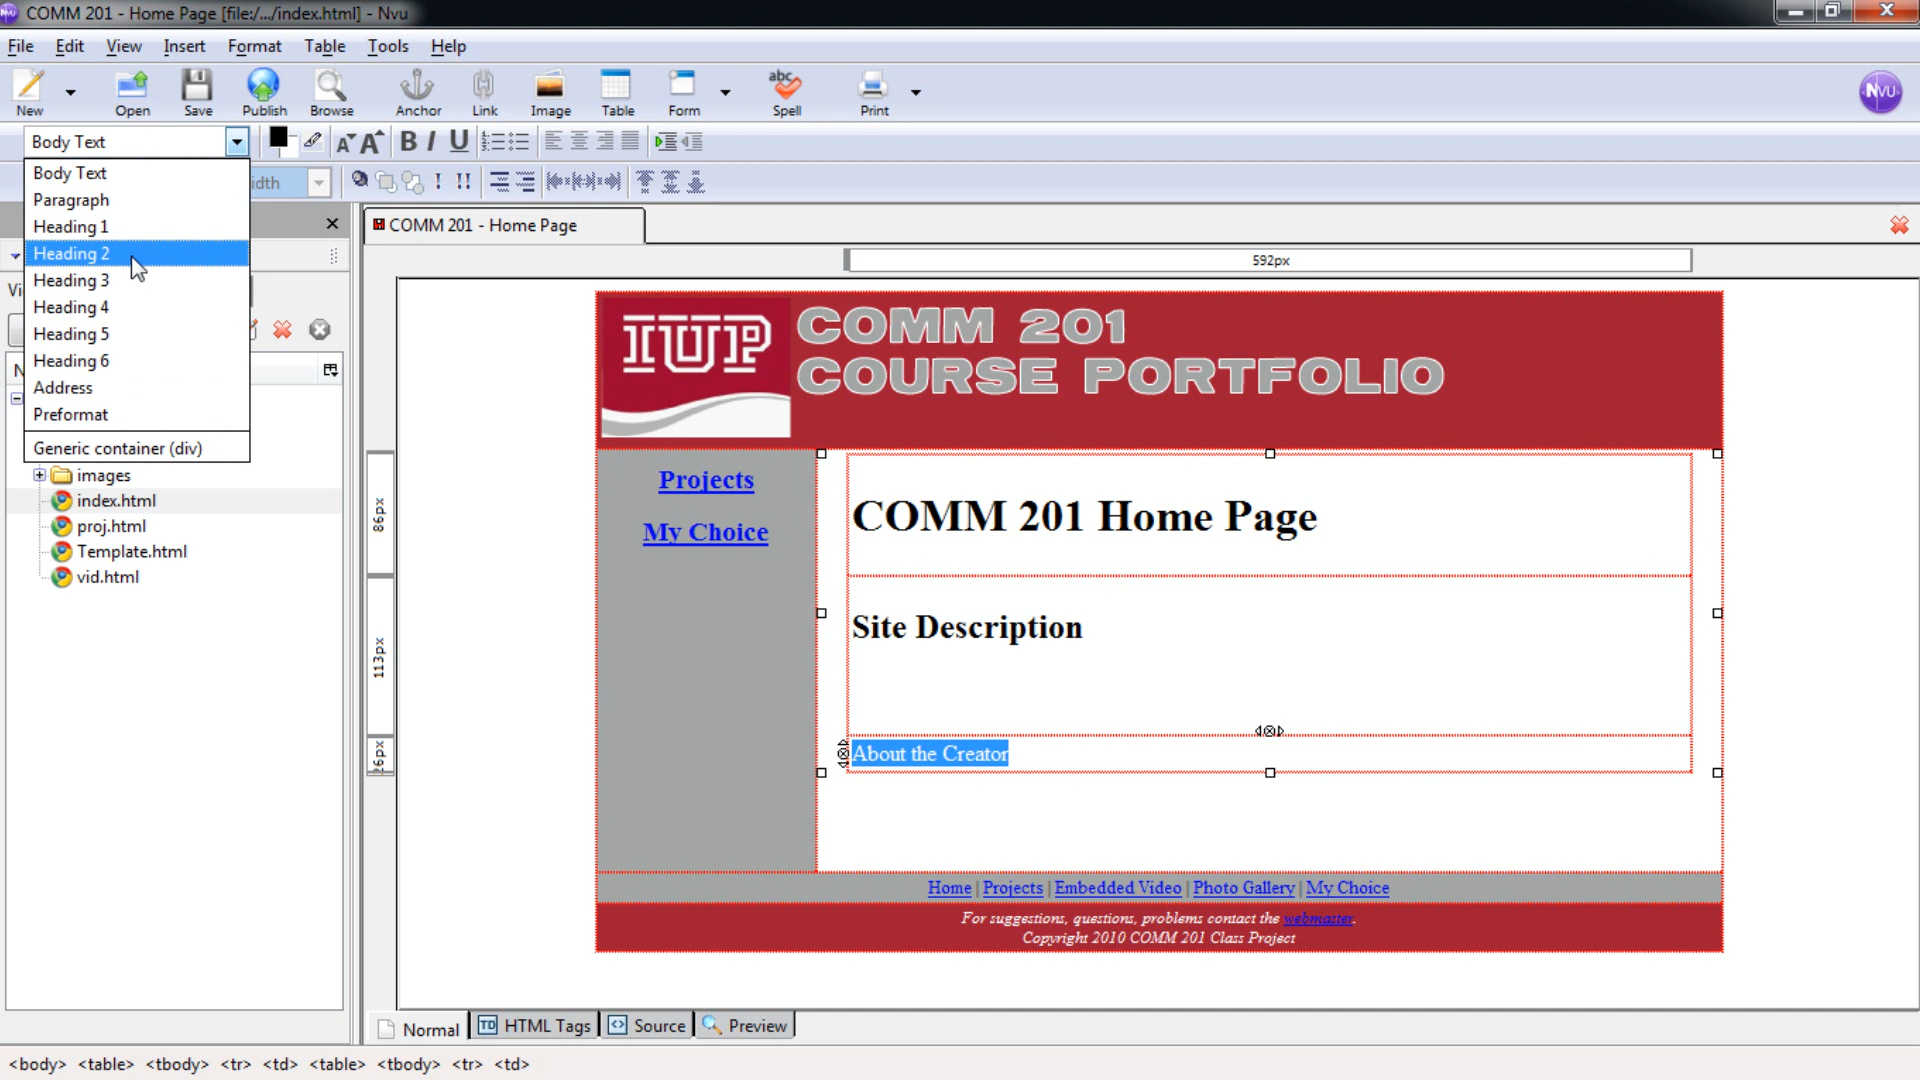 COMM 201 - Home Page [file:/.../index.html] - Nvu
File Edit View Insert Format Table Tools Help
New Open Save Publish Browse Anchor Link Image Table Form Spell Print
abc
NVU
Body Text
A A B I U
Body Text
Paragraph
Heading 1
Heading 2
Heading 3
Heading 4
Heading 5
Heading 6
Address
Preformat
Generic container (div)
idth
images
index.html
proj.html
Template.html
vid.html
COMM 201 - Home Page
592px
86px
113px
26px
IUP
COMM 201
COURSE PORTFOLIO
Projects
My Choice
COMM 201 Home Page
Site Description
About the Creator
Home | Projects | Embedded Video | Photo Gallery | My Choice
For suggestions, questions, problems contact the webmaster.
Copyright 2010 COMM 201 Class Project
Normal TD HTML Tags Source Preview
<body> <table> <tbody> <tr> <td> <table> <tbody> <tr> <td>